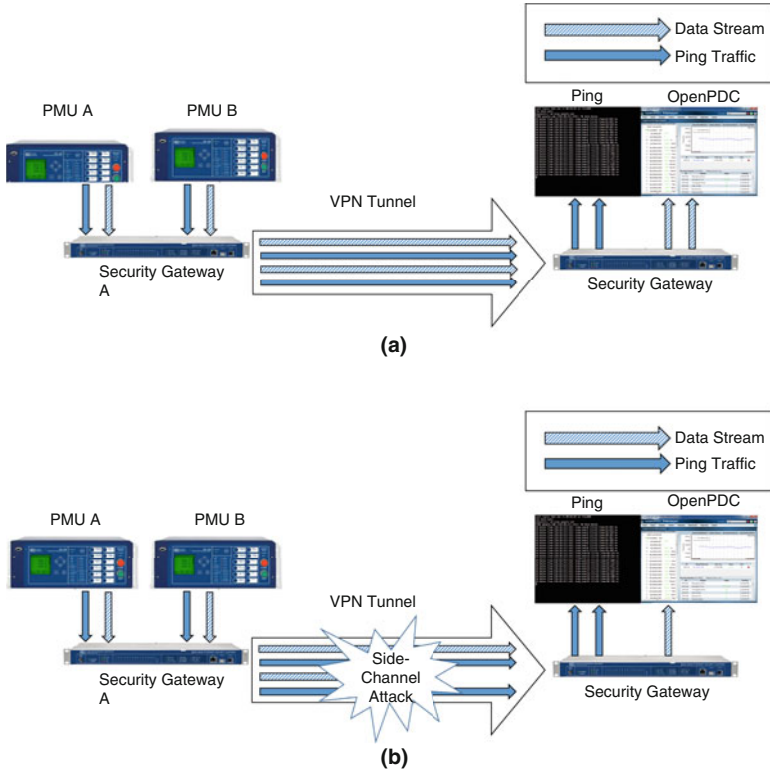 Data Stream
Ping Traffic
PMU A
PMU B
Ping
OpenPDC
VPN Tunnel
Security Gateway
A
Security Gateway
(a)
Data Stream
Ping Traffic
PMU A
PMU B
Ping
OpenPDC
VPN Tunnel
Side-
Channel
Attack
Security Gateway
A
Security Gateway
(b)